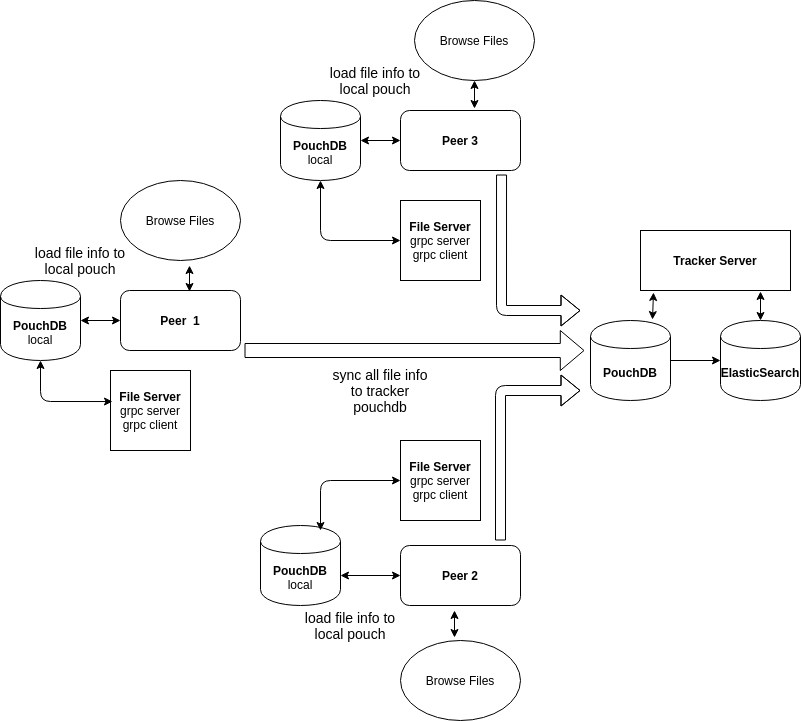 Browse Files
load file info to
local pouch
PouchDB
local
Peer 3
File Server
grpc server
grpc client
Browse Files
load file info to
local pouch
PouchDB
local
Peer 1
File Server
grpc server
grpc client
Tracker Server
PouchDB
ElasticSearch
sync all file info
to tracker
pouchdb
File Server
grpc server
grpc client
PouchDB
local
Peer 2
load file info to
local pouch
Browse Files